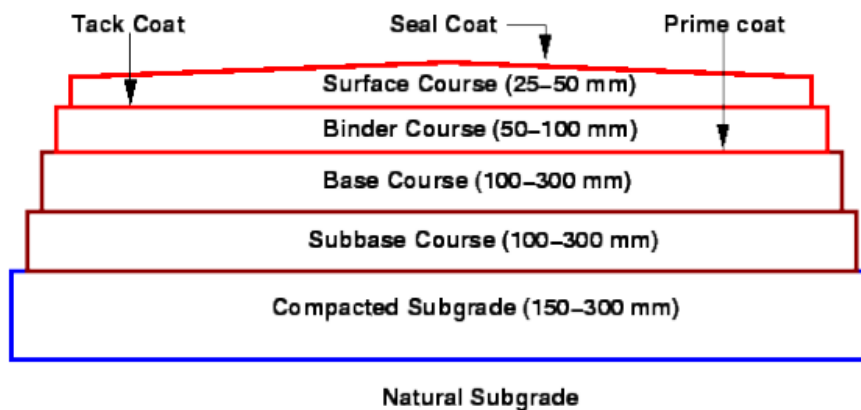 Tack Coat
Seal Coat
Prime coat
Surface Course (25–50 mm)
Binder Course (50–100 mm)
Base Course (100–300 mm)
Subbase Course (100–300 mm)
Compacted Subgrade (150–300 mm)
Natural Subgrade